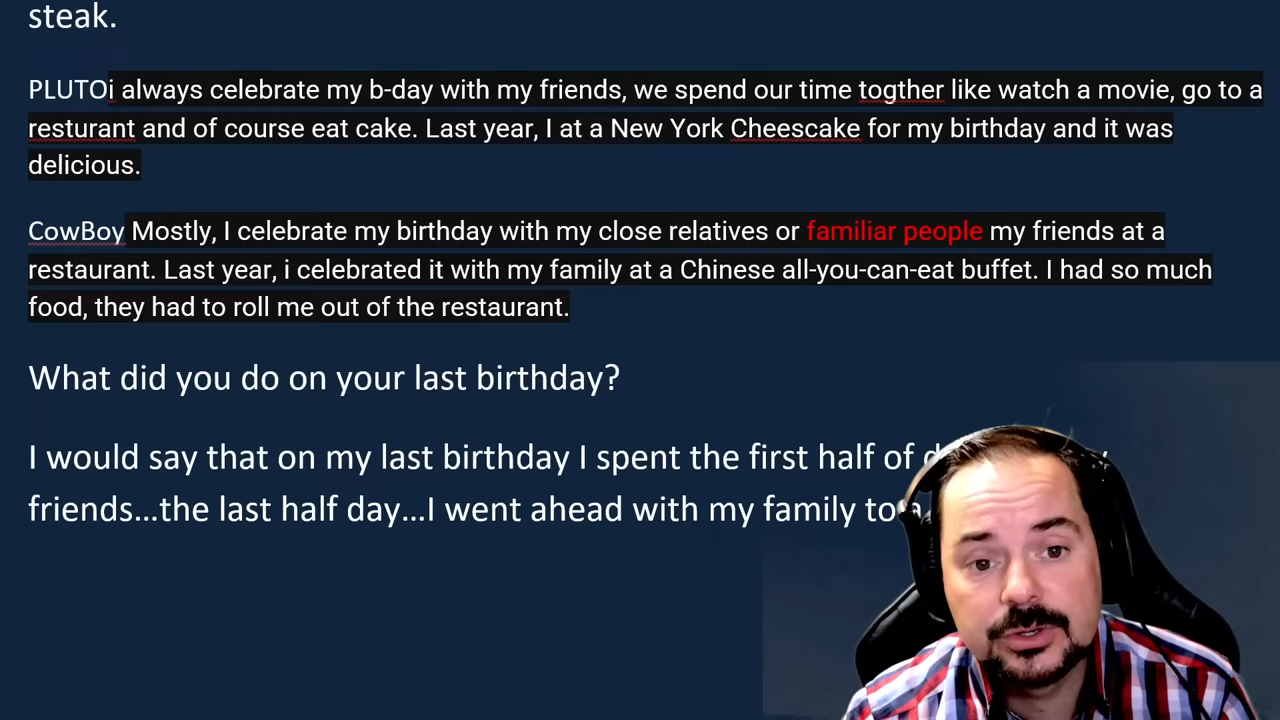 steak.
PLUTOi always celebrate my b-day with my friends, we spend our time togther like watch a movie, go to a
resturant and of course eat cake. Last year, I at a New York Cheescake for my birthday and it was
delicious.
CowBoy Mostly, I celebrate my birthday with my close relatives or familiar people my friends at a
restaurant. Last year, i celebrated it with my family at a Chinese all-you-can-eat buffet. I had so much
food, they had to roll me out of the restaurant.
What did you do on your last birthday?
I would say that on my last birthday I spent the first half of
friends…the last half day…I went ahead with my family to a